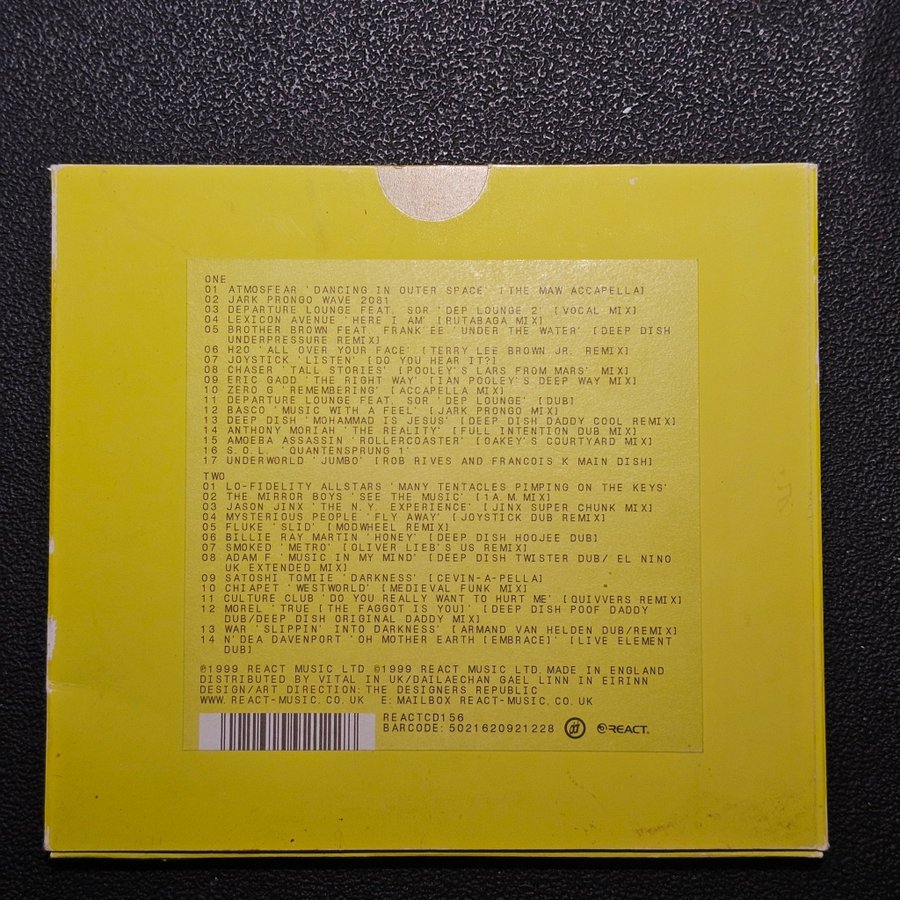 ONE
01 ATMOSFEAR 'DANCING IN OUTER SPACE' [THE MAW ACCAPELLA]
02 JARK PRONGO WAVE 2081
03 DEPARTURE LOUNGE FEAT. SOR 'DEP LOUNGE 2' [VOCAL MIX]
04 LEXICON AVENUE 'HERE I AM' [RUTABAGA MIX]
05 BROTHER BROWN FEAT. FRANK'EE 'UNDER THE WATER' [DEEP DISH
UNDERPRESSURE REMIX]
06 H2O 'ALL OVER YOUR FACE' [TERRY LEE BROWN JR. REMIX]
07 JOYSTICK 'LISTEN' [DO YOU HEAR IT?]
08 CHASER 'TALL STORIES' [POOLEY'S LARS FROM MARS' MIX]
09 ERIC GADD 'THE RIGHT WAY' [IAN POOLEY'S DEEP WAY MIX]
10 ZERO G 'REMEMBERING' [ACCAPELLA MIX]
11 DEPARTURE LOUNGE FEAT. SOR 'DEP LOUNGE' [DUB]
12 BASCO 'MUSIC WITH A FEEL' [JARK PRONGO MIX]
13 DEEP DISH 'MOHAMMAD IS JESUS' [DEEP DISH DADDY COOL REMIX]
14 ANTHONY MORIAH 'THE REALITY' [FULL INTENTION DUB MIX]
15 AMOEBA ASSASSIN 'ROLLERCOASTER' [OAKEY'S COURTYARD MIX]
16 S.O.L. 'QUANTENSPRUNG 1'
17 UNDERWORLD 'JUMBO' [ROB RIVES AND FRANCOIS K MAIN DISH]
TWO
01 LO-FIDELITY ALLSTARS 'MANY TENTACLES PIMPING ON THE KEYS'
02 THE MIRROR BOYS 'SEE THE MUSIC' [1A.M.MIX]
03 JASON JINX 'THE N.Y. EXPERIENCE' [JINX SUPER CHUNK MIX]
04 MYSTERIOUS PEOPLE 'FLY AWAY' [JOYSTICK DUB REMIX]
05 FLUKE 'SLID' [MODWHEEL REMIX]
06 BILLIE RAY MARTIN 'HONEY' [DEEP DISH HOOJEE DUB]
07 SMOKED 'METRO' [OLIVER LIEB'S US REMIX]
08 ADAM F 'MUSIC IN MY MIND' [DEEP DISH TWISTER DUB/ EL NINO
UK EXTENDED MIX]
09 SATOSHI TOMIIE 'DARKNESS' [CEVIN-A-PELLA]
10 CHIAPET 'WESTWORLD' [MEDIEVAL FUNK MIX]
11 CULTURE CLUB 'DO YOU REALLY WANT TO HURT ME' [QUIVVERS REMIX]
12 MOREL 'TRUE [THE FAGGOT IS YOU]' [DEEP DISH POOF DADDY
DUB/DEEP DISH ORIGINAL DADDY MIX]
13 WAR 'SLIPPIN' INTO DARKNESS' [ARMAND VAN HELDEN DUB/REMIX]
14 N'DEA DAVENPORT 'OH MOTHER EARTH [EMBRACE]' [LIVE ELEMENT
DUB]
℗1999 REACT MUSIC LTD ©1999 REACT MUSIC LTD. MADE IN ENGLAND
DISTRIBUTED BY VITAL IN UK/DAILAECHAN GAEL LINN IN EIRINN
DESIGN/ART DIRECTION: THE DESIGNERS REPUBLIC
WWW.REACT-MUSIC.CO.UK E:MAILBOX REACT-MUSIC.CO.UK
REACTCD156
BARCODE: 5021620921228
REACT.